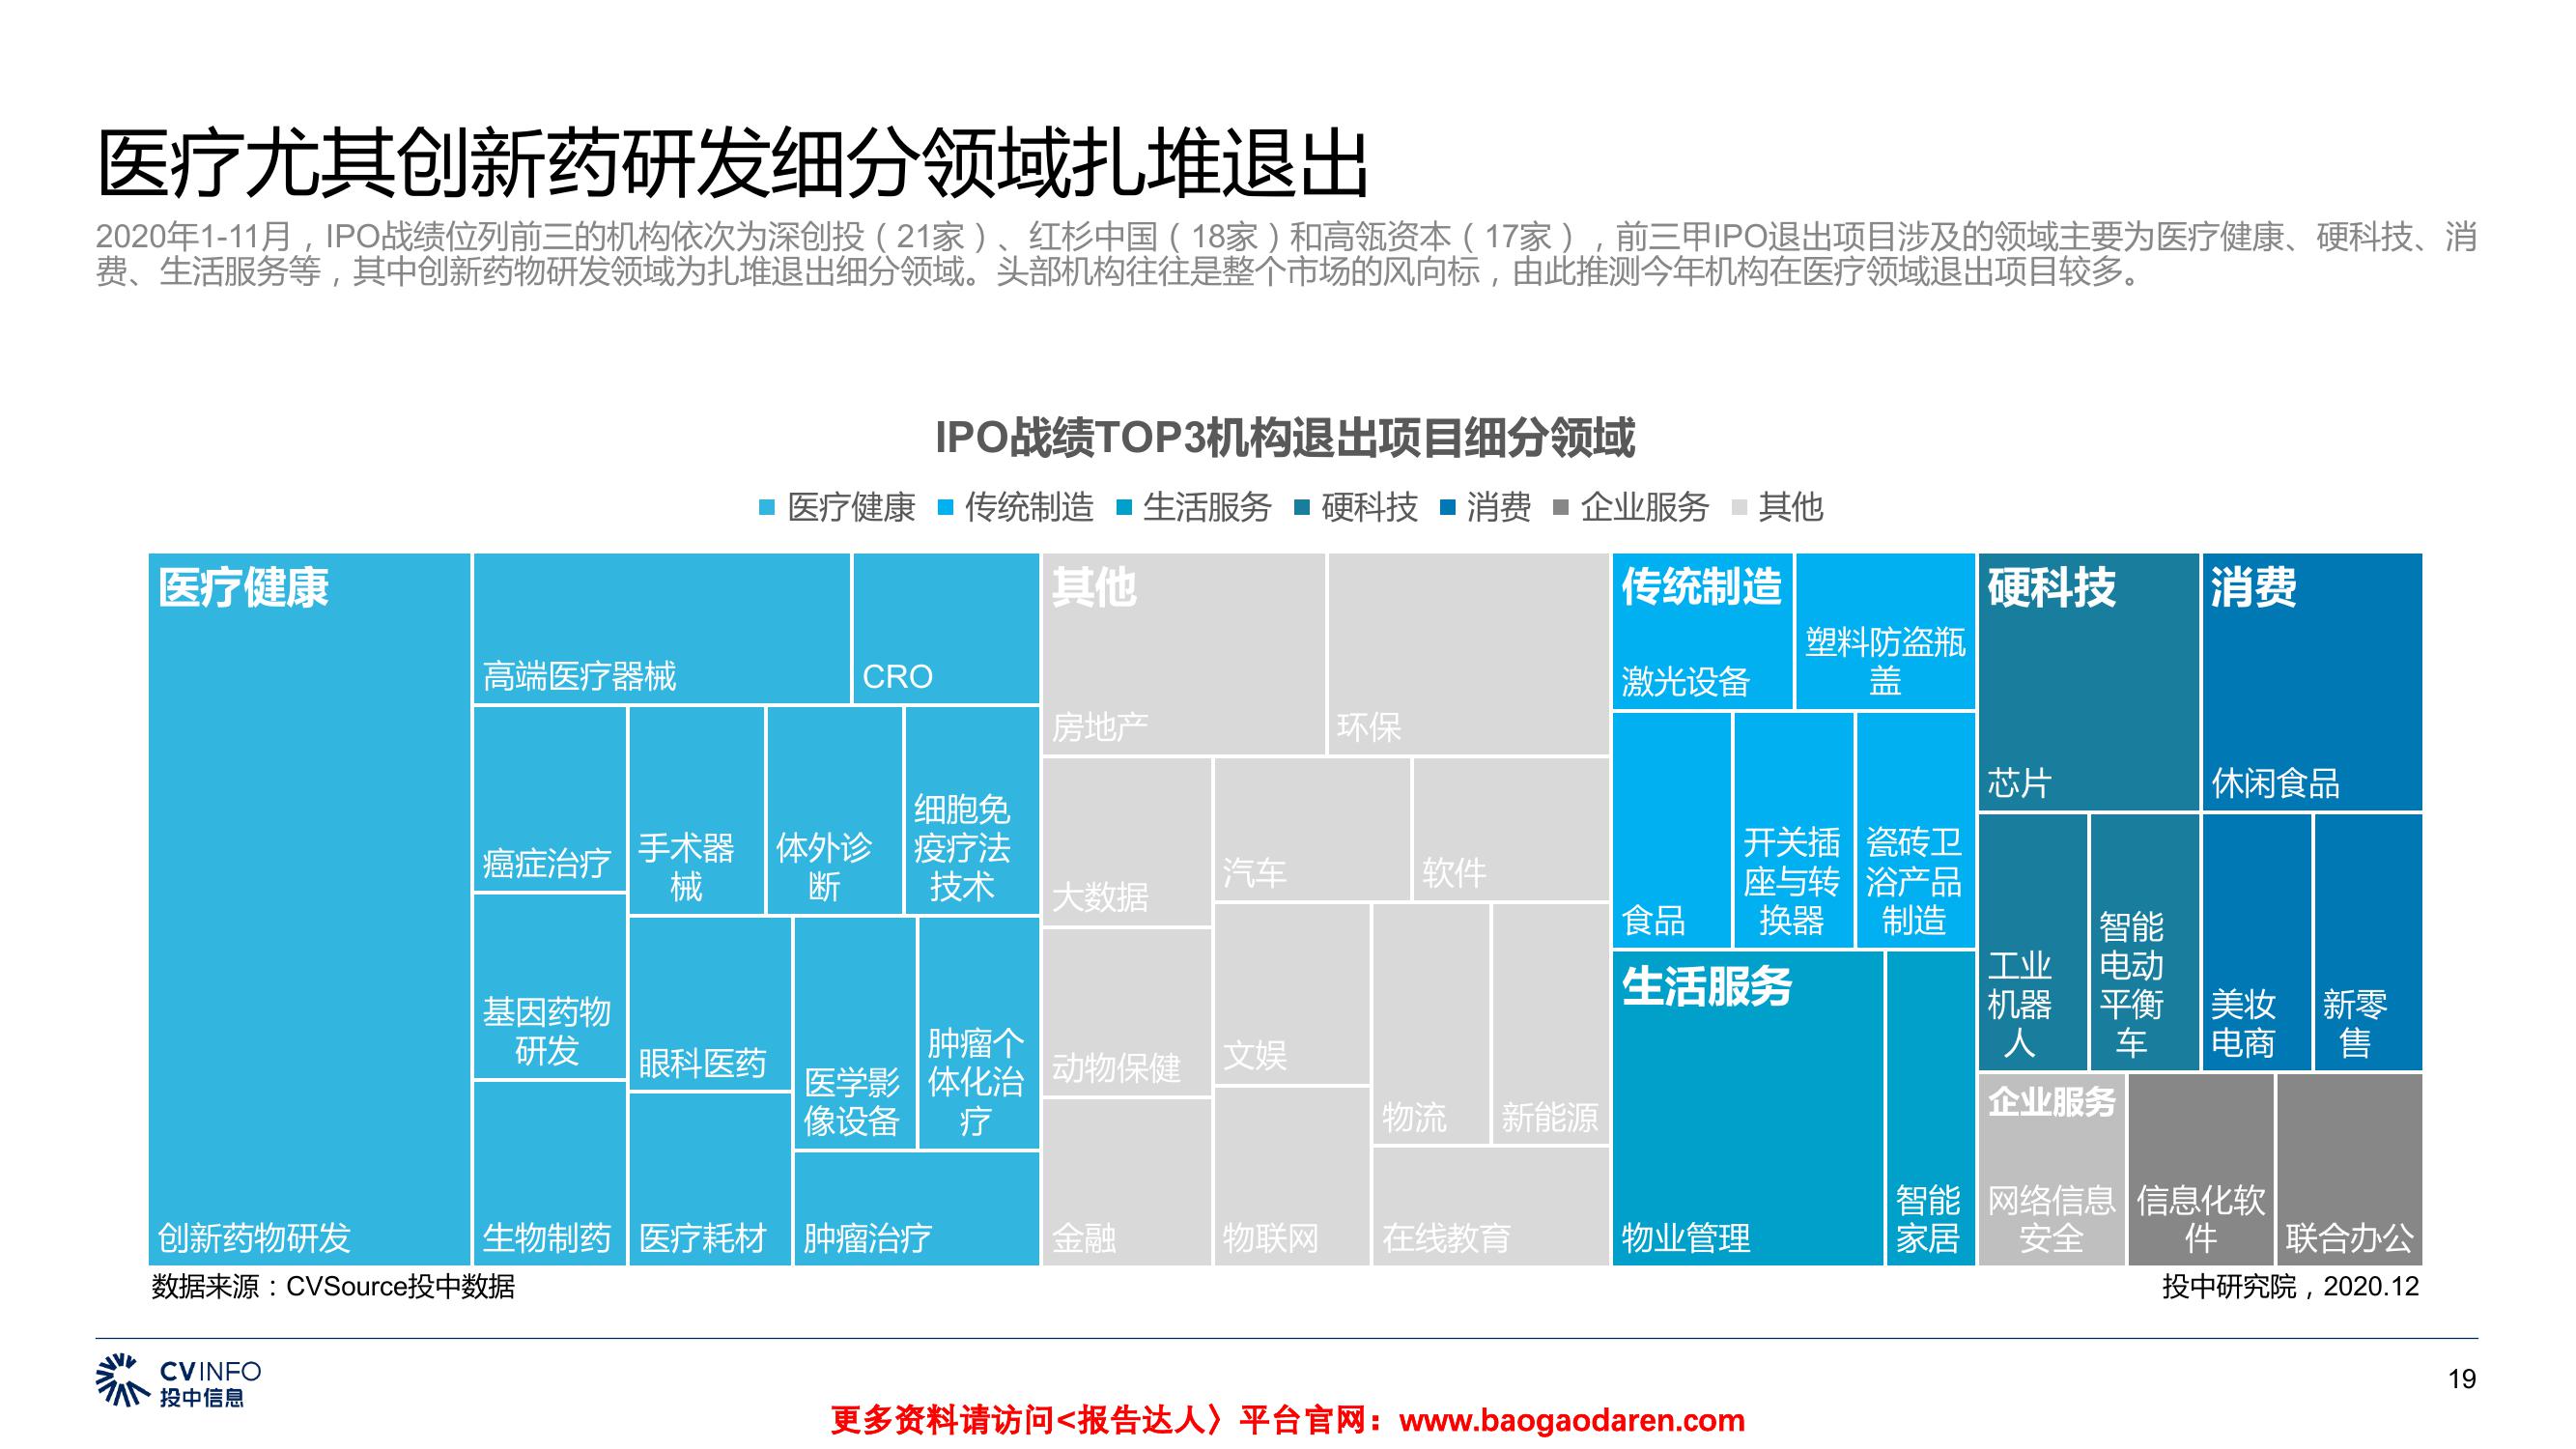 医疗尤其创新药研发细分领域扎堆退出
2020年1-11月，IPO战绩位列前三的机构依次为深创投（21家）、红杉中国（18家）和高瓴资本（17家），前三甲IPO退出项目涉及的领域主要为医疗健康、硬科技、消
费、生活服务等，其中创新药物研发领域为扎堆退出细分领域。头部机构往往是整个市场的风向标，由此推测今年机构在医疗领域退出项目较多。
IPO战绩TOP3机构退出项目细分领域
医疗健康 传统制造 生活服务 硬科技 消费 企业服务 其他
医疗健康
创新药物研发
高端医疗器械
CRO
癌症治疗
手术器
械
体外诊
断
细胞免
疫疗法
技术
基因药物
研发
眼科医药
医学影
像设备
肿瘤个
体化治
疗
生物制药
医疗耗材
肿瘤治疗
其他
房地产
环保
大数据
汽车
软件
动物保健
文娱
物流
新能源
金融
物联网
在线教育
传统制造
激光设备
塑料防盗瓶
盖
食品
开关插
座与转
换器
瓷砖卫
浴产品
制造
生活服务
物业管理
智能
家居
硬科技
芯片
工业
机器
人
智能
电动
平衡
车
消费
休闲食品
美妆
电商
新零
售
企业服务
网络信息
安全
信息化软
件
联合办公
数据来源：CVSource投中数据
投中研究院，2020.12
CVINFO
投中信息
19
更多资料请访问<报告达人〉平台官网：www.baogaodaren.com